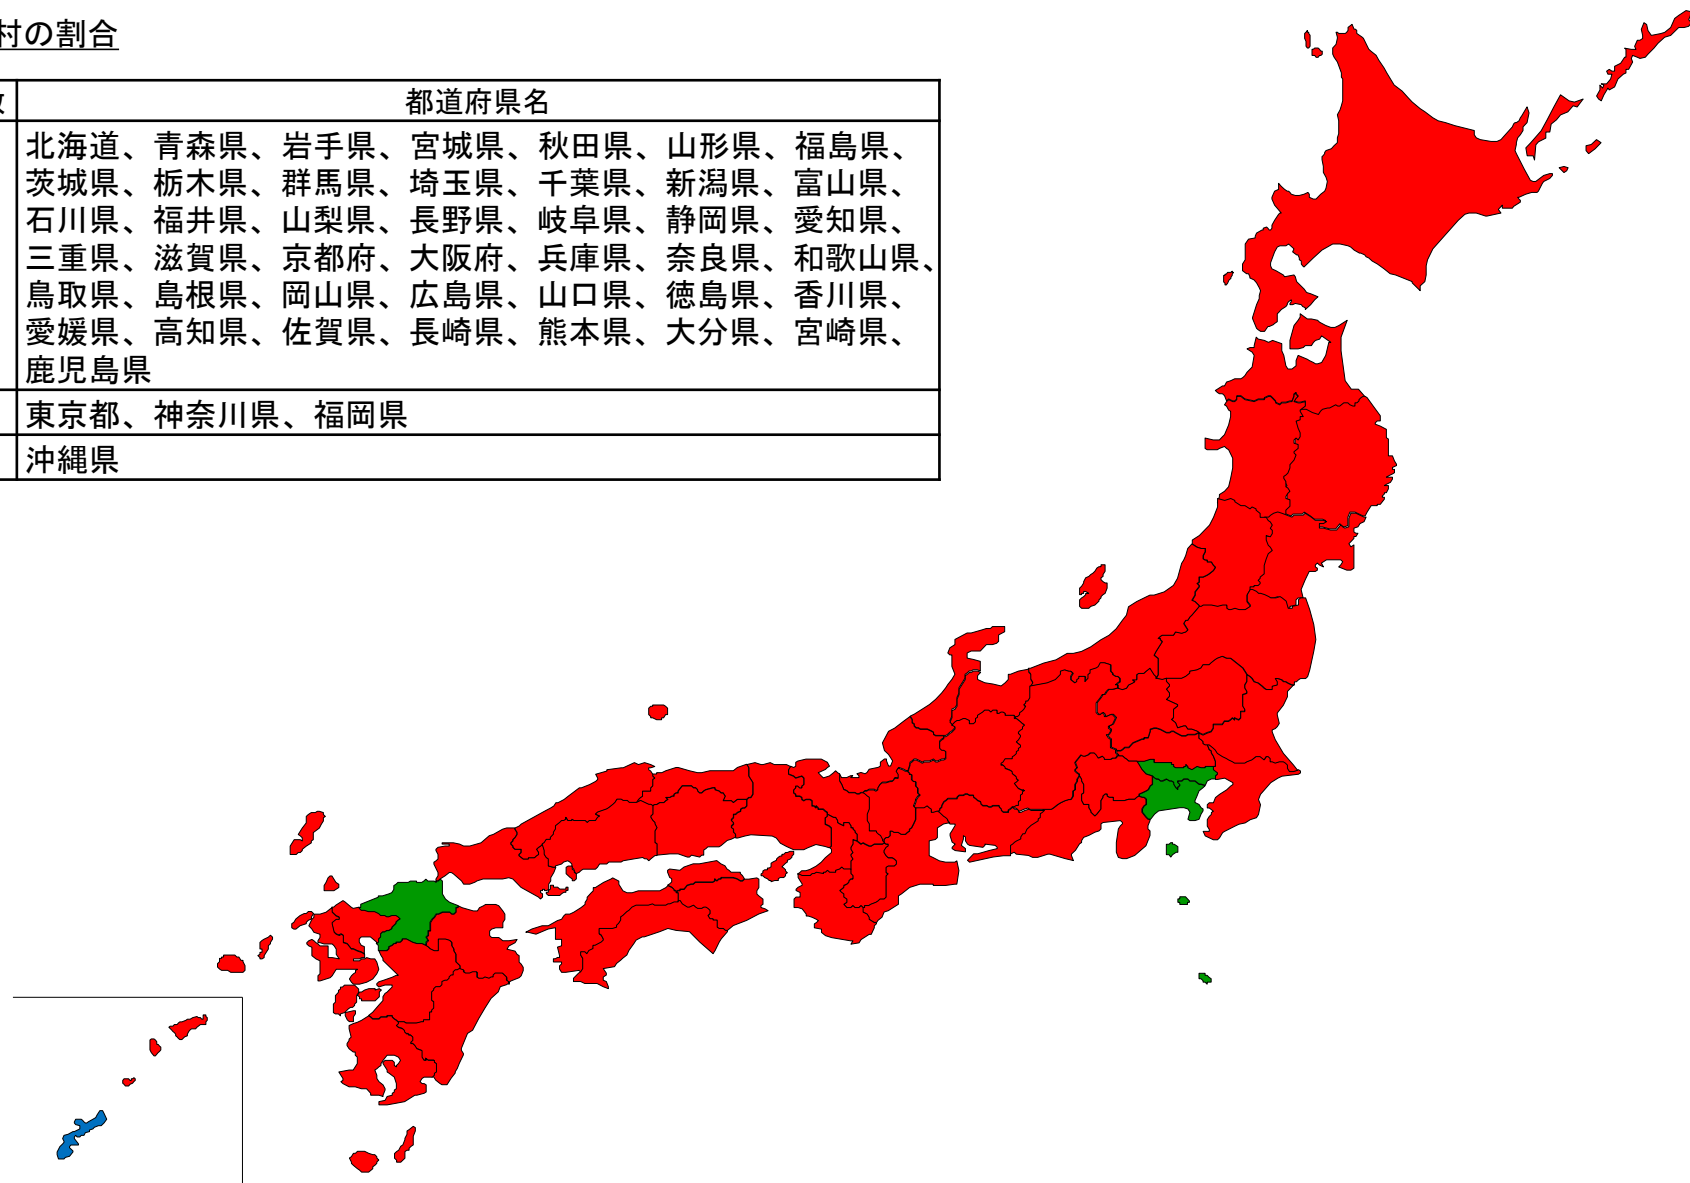 村の割合
数
都道府県名
北海道、青森県、岩手県、宮城県、秋田県、山形県、福島県、
茨城県、栃木県、群馬県、埼玉県、千葉県、新潟県、富山県、
石川県、福井県、山梨県、長野県、岐阜県、静岡県、愛知県、
三重県、滋賀県、京都府、大阪府、兵庫県、奈良県、和歌山県、
鳥取県、島根県、岡山県、広島県、山口県、徳島県、香川県、
愛媛県、高知県、佐賀県、長崎県、熊本県、大分県、宮崎県、
鹿児島県
東京都、神奈川県、福岡県
沖縄県